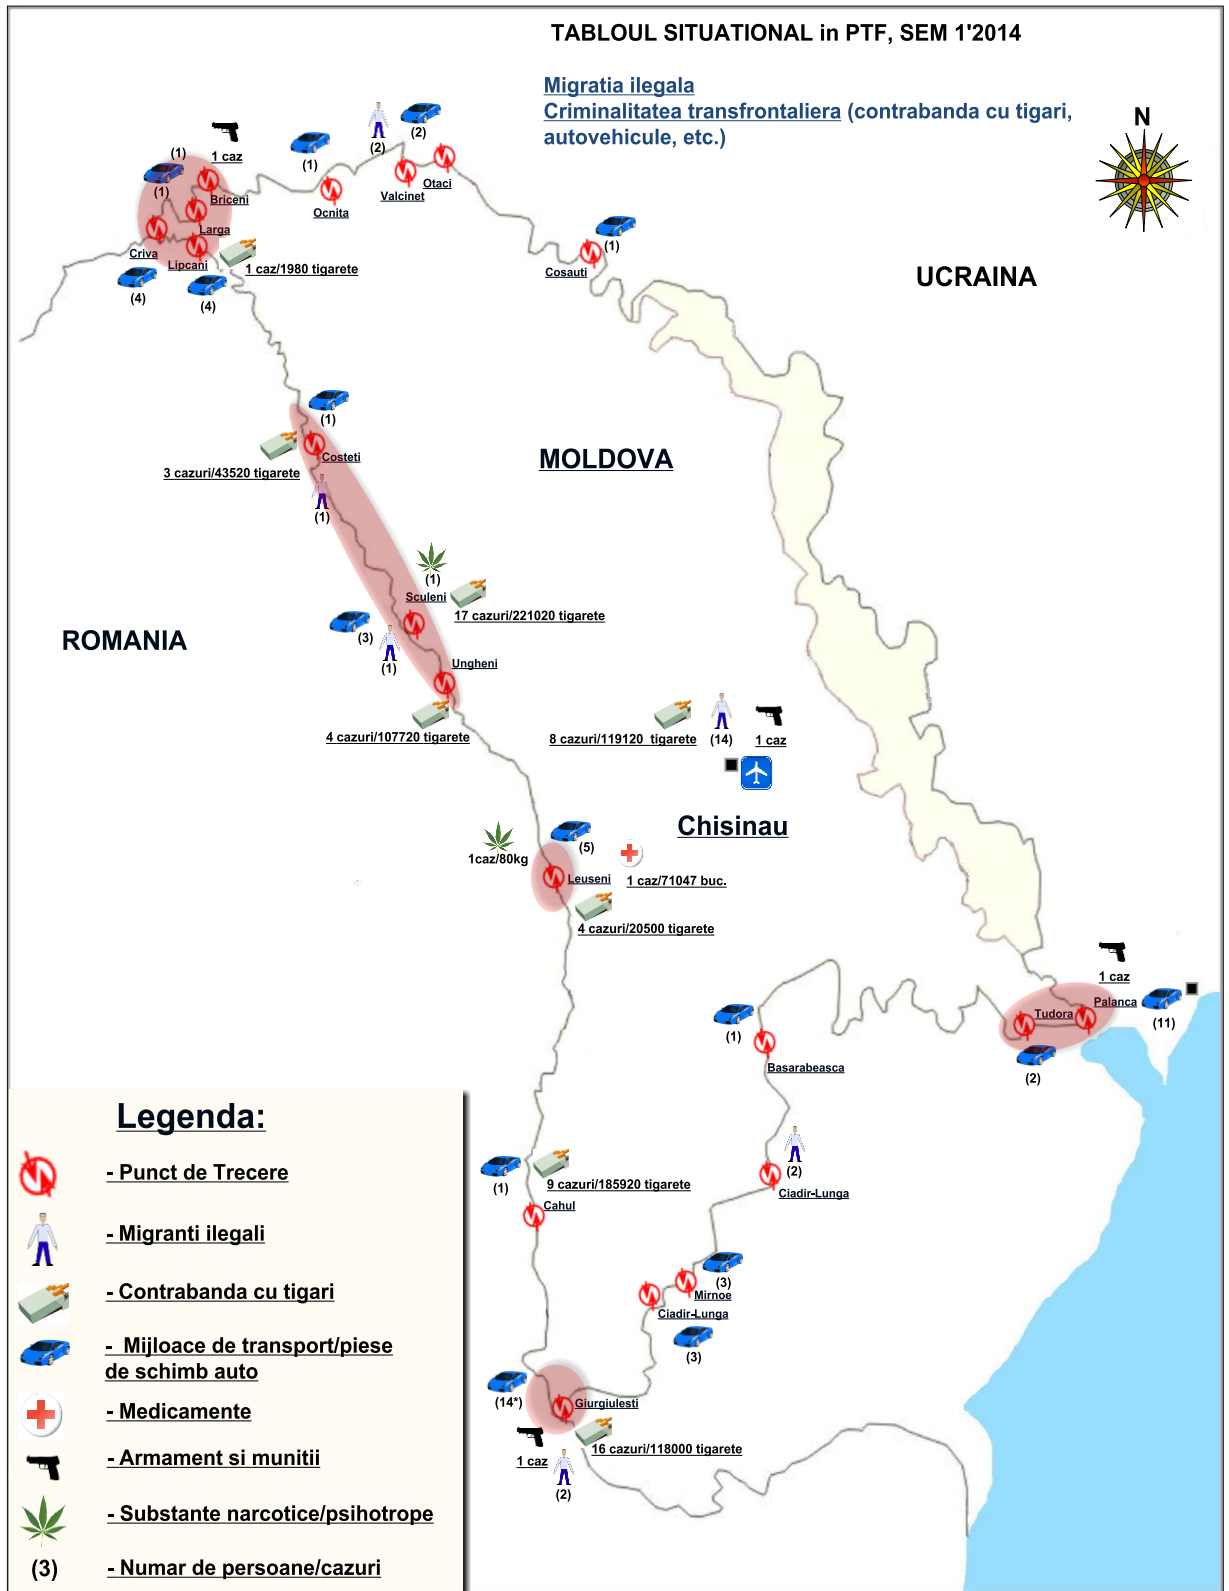 TABLOUL SITUATIONAL in PTF, SEM 1'2014
Migratia ilegala
Criminalitatea transfrontaliera (contrabanda cu tigari,
autovehicule, etc.)
N
(1)
1 caz
(1)
(2)
(2)
(1)
Briceni
Ocnita
Valcinet
Otaci
Larga
Criva
Lipcani
1 caz/1980 tigarete
(4)
(4)
(1)
Cosauti
UCRAINA
(1)
Costeti
3 cazuri/43520 tigarete
(1)
MOLDOVA
(1)
Sculeni
17 cazuri/221020 tigarete
(3)
(1)
ROMANIA
Ungheni
4 cazuri/107720 tigarete
8 cazuri/119120 tigarete
(14)
1 caz
Chisinau
1caz/80kg
(5)
Leuseni
1 caz/71047 buc.
4 cazuri/20500 tigarete
1 caz
Palanca
Tudora
(11)
(2)
(1)
Basarabeasca
(2)
Ciadir-Lunga
(1)
9 cazuri/185920 tigarete
Cahul
(3)
Mirnoe
Ciadir-Lunga
(3)
(14*)
Giurgiulesti
16 cazuri/118000 tigarete
1 caz
(2)
Legenda:
- Punct de Trecere
- Migranti ilegali
- Contrabanda cu tigari
- Mijloace de transport/piese
de schimb auto
- Medicamente
- Armament si munitii
- Substante narcotice/psihotrope
(3) - Numar de persoane/cazuri